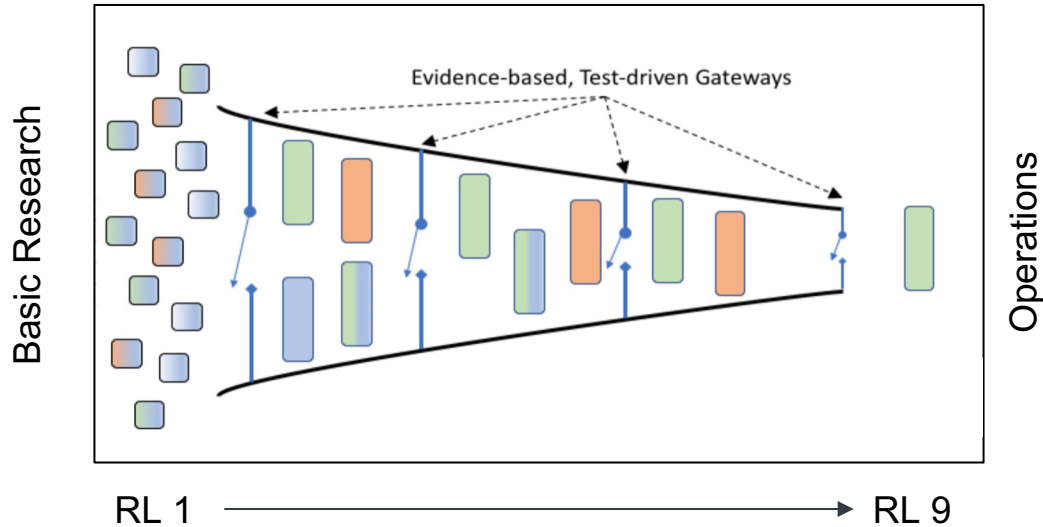 Evidence-based, Test-driven Gateways
Basic Research
Operations
RL 1
RL 9